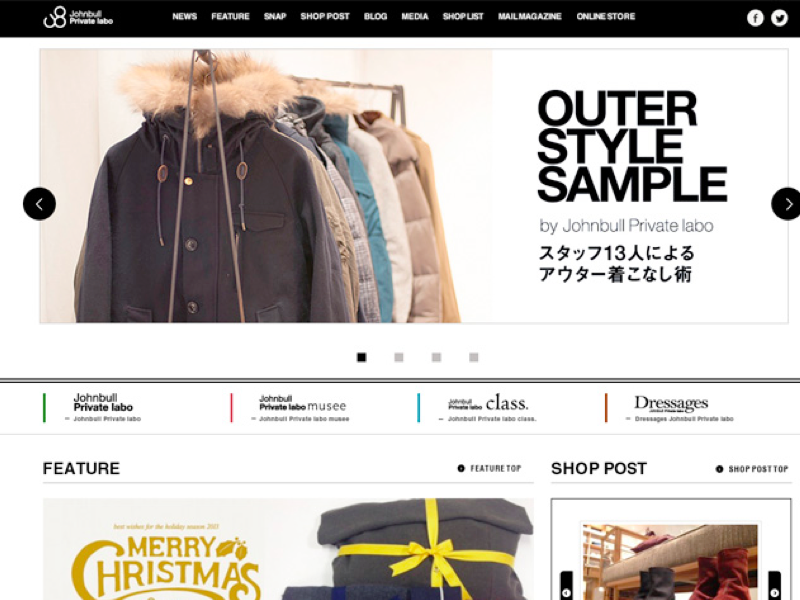 Johnbull
Private labo
NEWS FEATURE SNAP SHOP POST BLOG MEDIA SHOP LIST MAIL MAGAZINE ONLINE STORE
OUTER
STYLE
SAMPLE
by Johnbull Private labo
スタッフ13人による
アウター着こなし術
Johnbull
Private labo
Johnbull Private labo
Johnbull
Private labo musee
Johnbull Private labo musee
Johnbull
Private labo class.
Johnbull Private labo class.
Dressages
Johnbull Private labo
Dressages Johnbull Private labo
FEATURE
FEATURE TOP
SHOP POST
SHOP POST TOP
best wishes for the holiday season 2013
MERRY
CHRISTMAS